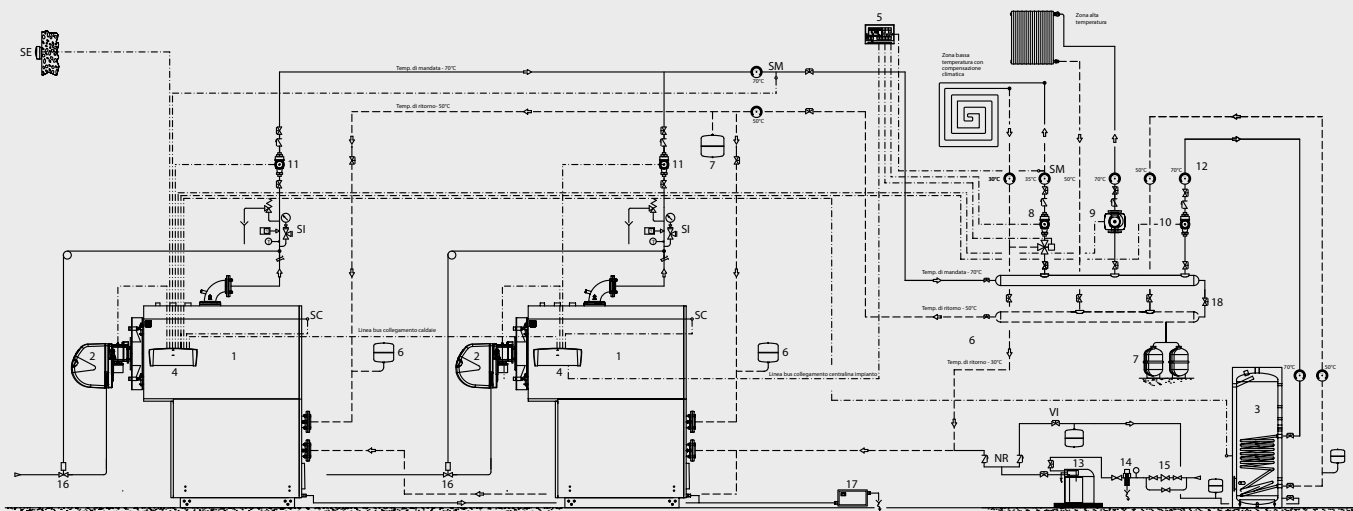 5
Zona alta
temperatura
SE
Zona bassa
temperatura con
compensazione
climatica
Temp. di mandata - 70°C
SM
70°C
Temp. di ritorno- 50°C
50°C
7
11
11
30°C
35°C
SM
50°C
70°C
50°C
70°C
12
8
9
10
SI
SI
Temp. di mandata - 70°C
18
Temp. di ritorno - 50°C
SC
SC
Linea bus collegamento caldaie
2
4
1
6
2
4
1
6
6
7
Temp. di ritorno - 30°C
Linea bus collegamento centralina impianto
70°C
50°C
3
VI
NR
13
14
15
16
16
17